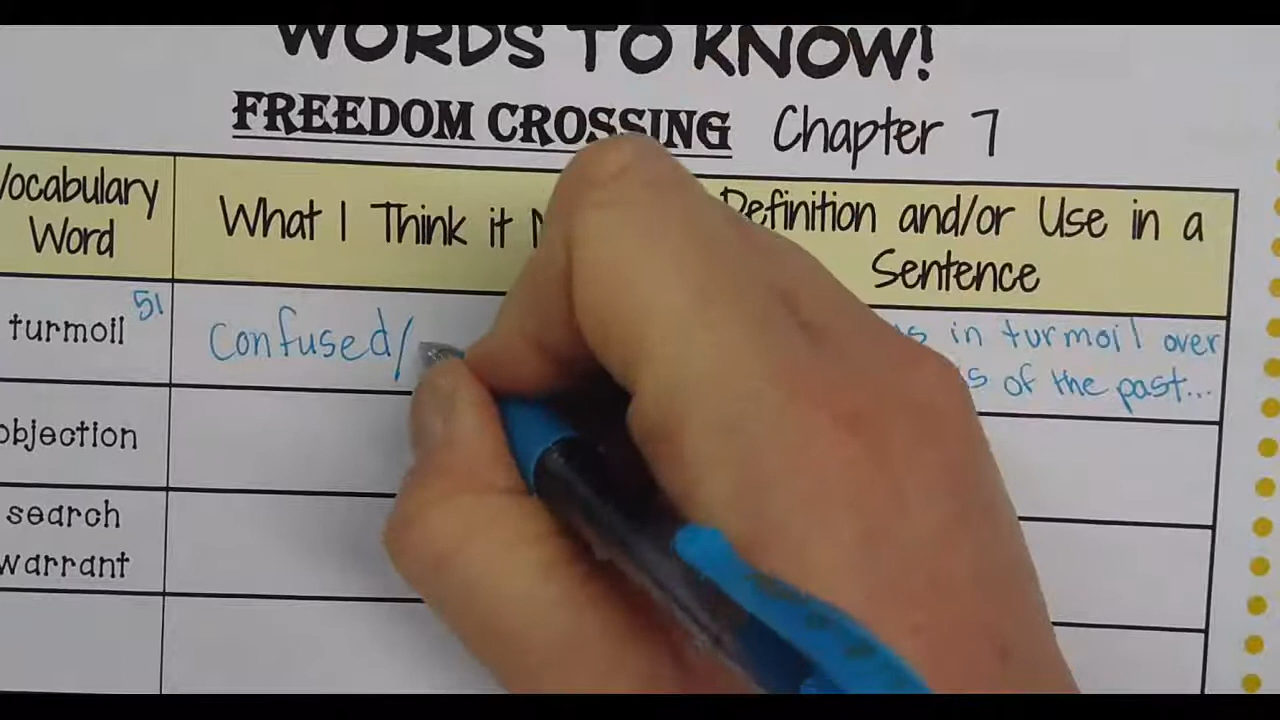 WORDS TO KNOW!
FREEDOM CROSSING Chapter 7
Vocabulary Word
What I Think it
Definition and/or Use in a Sentence
turmoil 51
Confused/
in turmoil over
of the past...
objection
search warrant